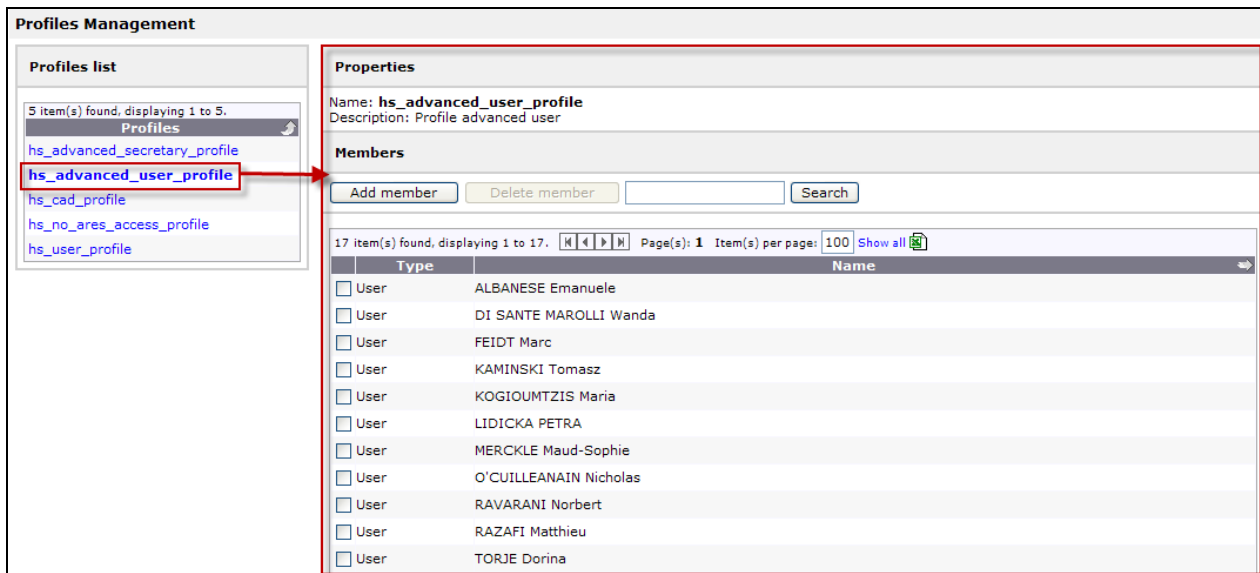 Profiles Management
Profiles list
5 item(s) found, displaying 1 to 5.
Profiles
hs_advanced_secretary_profile
hs_advanced_user_profile
hs_cad_profile
hs_no_ares_access_profile
hs_user_profile
Properties
Name: hs_advanced_user_profile
Description: Profile advanced user
Members
Add member Delete member Search
17 item(s) found, displaying 1 to 17. Page(s): 1 Item(s) per page: 100 Show all
Type Name
User ALBANESE Emanuele
User DI SANTE MAROLLI Wanda
User FEIDT Marc
User KAMINSKI Tomasz
User KOGIOUMTZIS Maria
User LIDICKA PETRA
User MERCKLE Maud-Sophie
User O'CUILLEANAIN Nicholas
User RAVARANI Norbert
User RAZAFI Matthieu
User TORJE Dorina